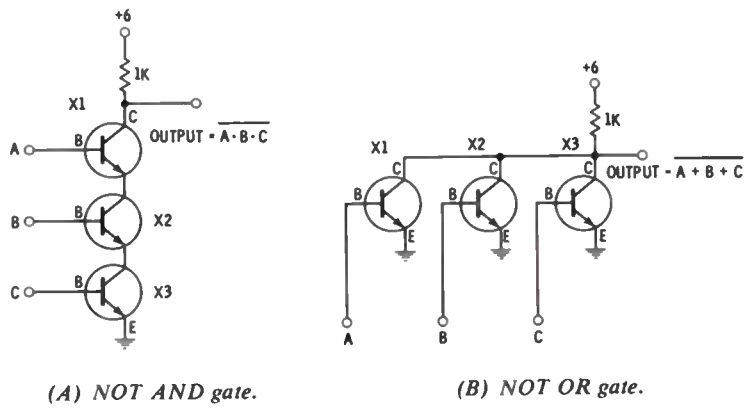 +6
1K
X1
C
OUTPUT = A·B·C
A
B
B
B
X2
C
B
X3
E
(A) NOT AND gate.
+6
1K
X1
X2
X3
C
C
C
OUTPUT = A + B + C
B
B
B
E
E
E
A
B
C
(B) NOT OR gate.